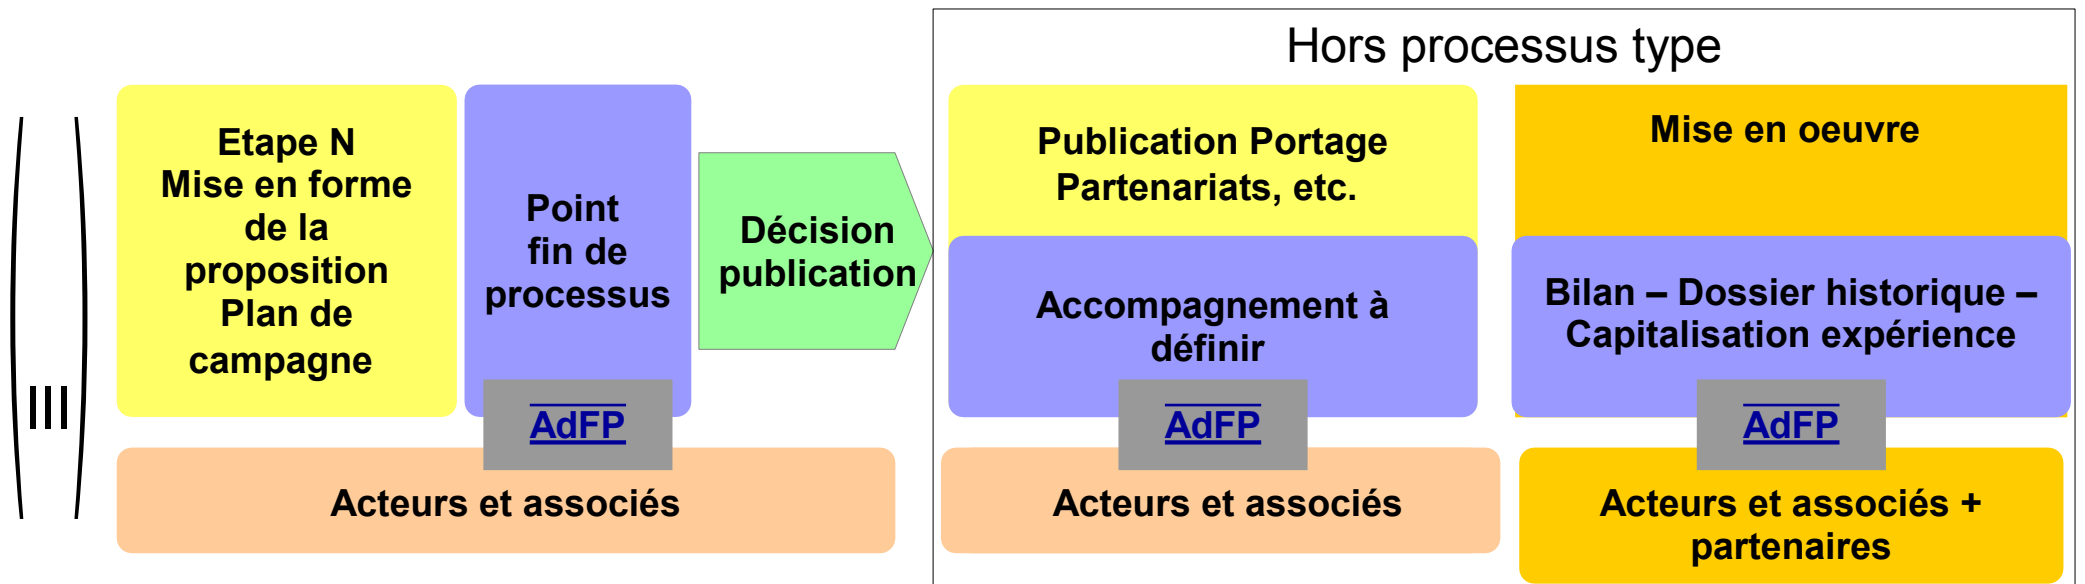 Hors processus type
Etape N
Mise en forme
de la
proposition
Plan de
campagne
Point
fin de
processus
Décision
publication
Publication Portage
Partenariats, etc.
Mise en oeuvre
Accompagnement à
définir
Bilan – Dossier historique –
Capitalisation expérience
AdFP
AdFP
AdFP
Acteurs et associés
Acteurs et associés
Acteurs et associés +
partenaires